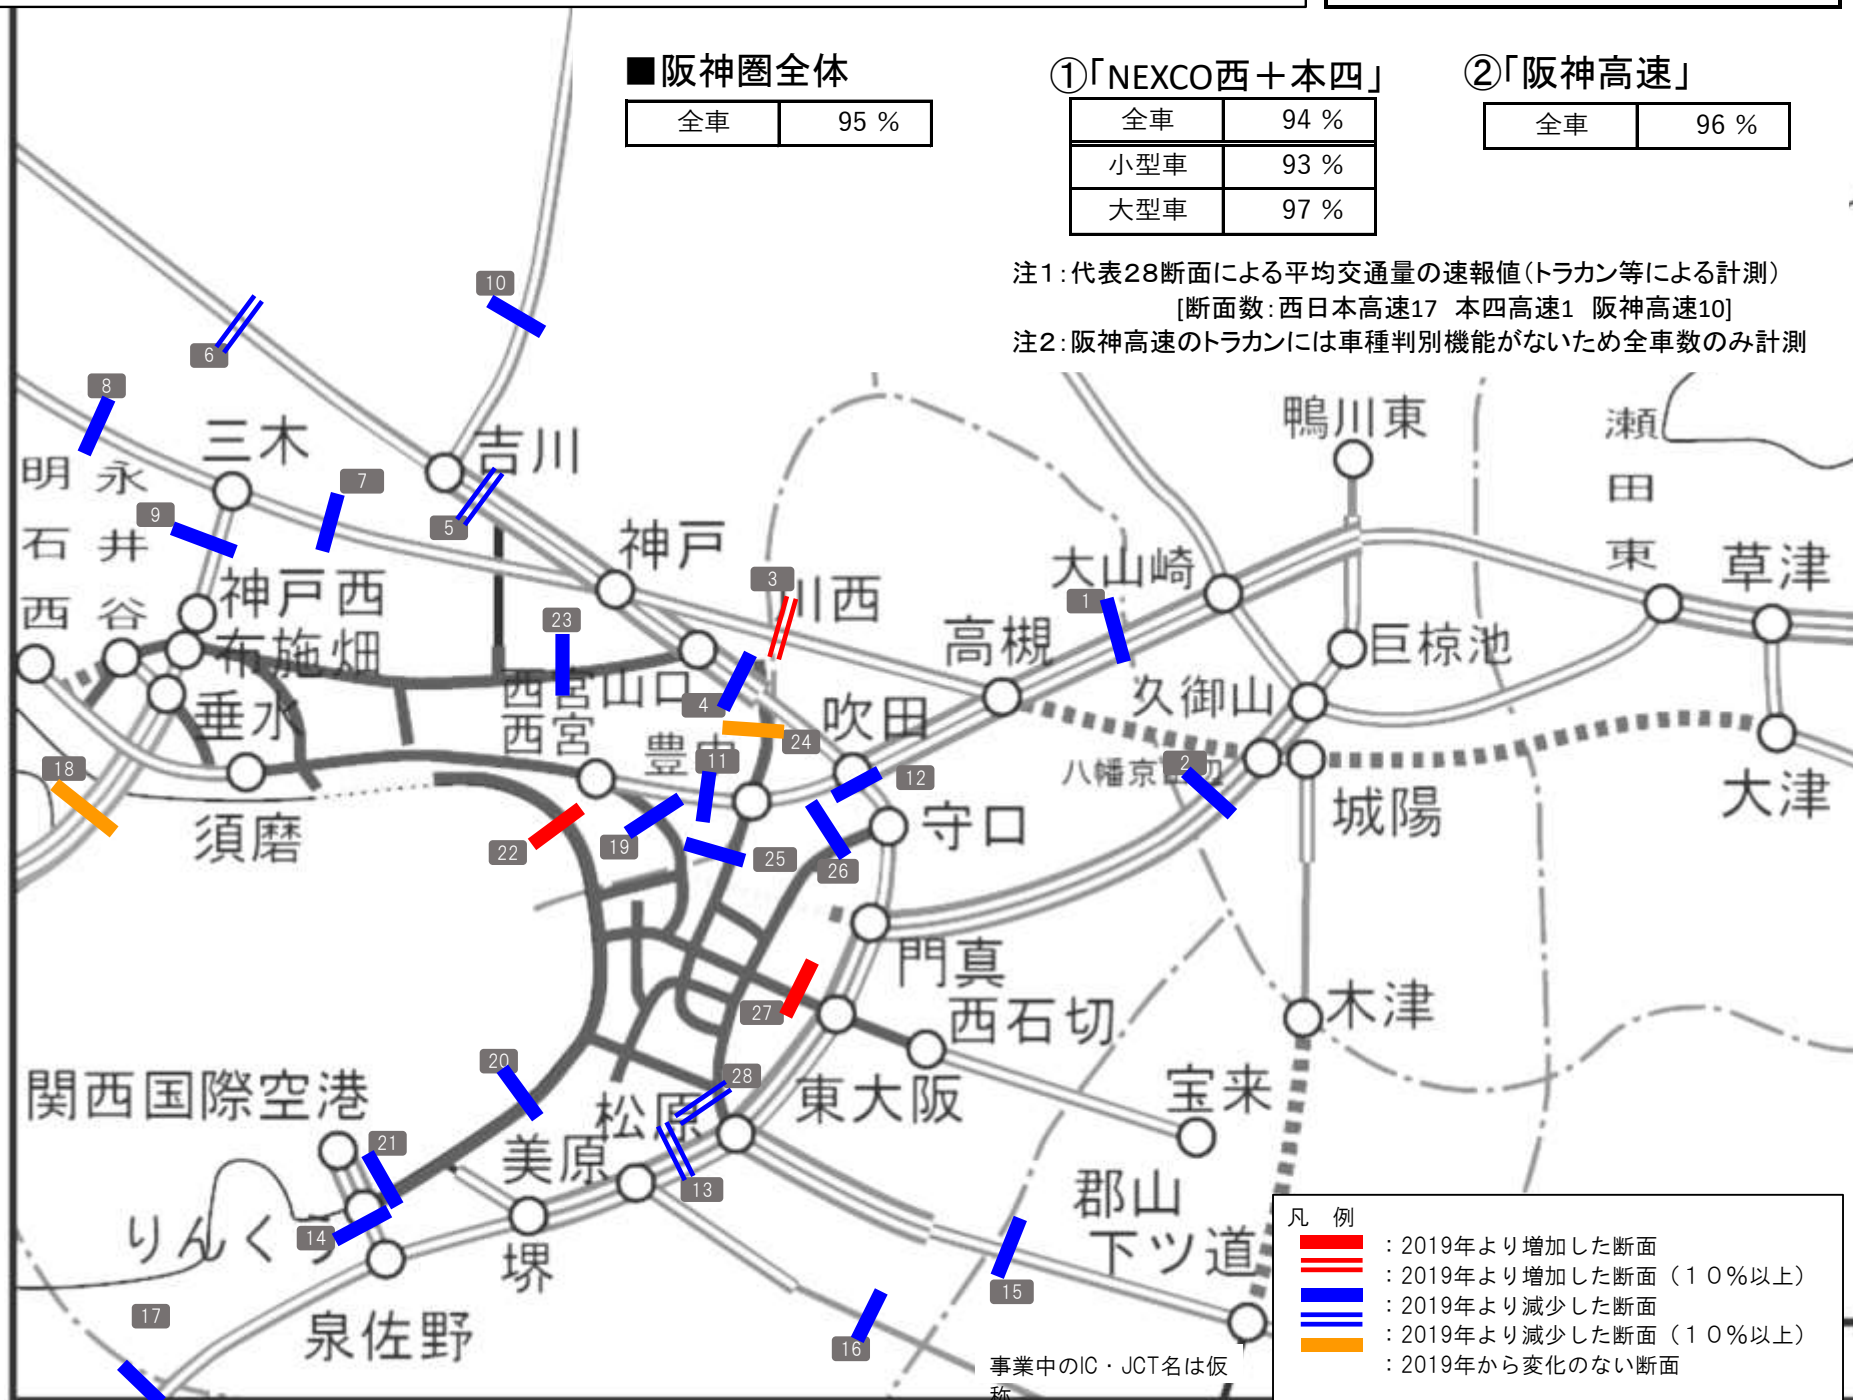 ■阪神圏全体
全車 95 %
①「NEXCO西＋本四」
全車 94 %
小型車 93 %
大型車 97 %
②「阪神高速」
全車 96 %
注1：代表28断面による平均交通量の速報値（トラカン等による計測）
[断面数：西日本高速17 本四高速1 阪神高速10]
注2：阪神高速のトラカンには車種判別機能がないため全車数のみ計測
10
6
8
三木
吉川
鴨川東
瀬田東
明石西
永井谷
7
9
5
神戸
大山崎
草津
3
川西
1
神戸西
布施畑
23
高槻
巨椋池
西宮山口
4
久御山
垂水
西宮
吹田
24
豊中
11
12
2
18
城陽
大津
須磨
守口
22
19
25
26
門真
27
西石切
木津
20
28
関西国際空港
松原
東大阪
宝来
21
美原
13
郡山
下ツ道
14
りんくう
堺
15
17
泉佐野
16
事業中のIC・JCT名は仮
称
凡 例
：2019年より増加した断面
：2019年より増加した断面（１０％以上）
：2019年より減少した断面
：2019年より減少した断面（１０％以上）
：2019年から変化のない断面